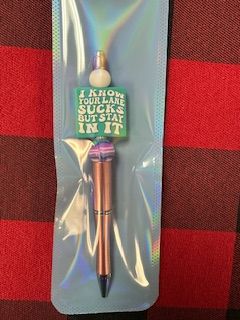 I KNOW
YOUR LANE
SUCKS
BUT STAY
IN IT